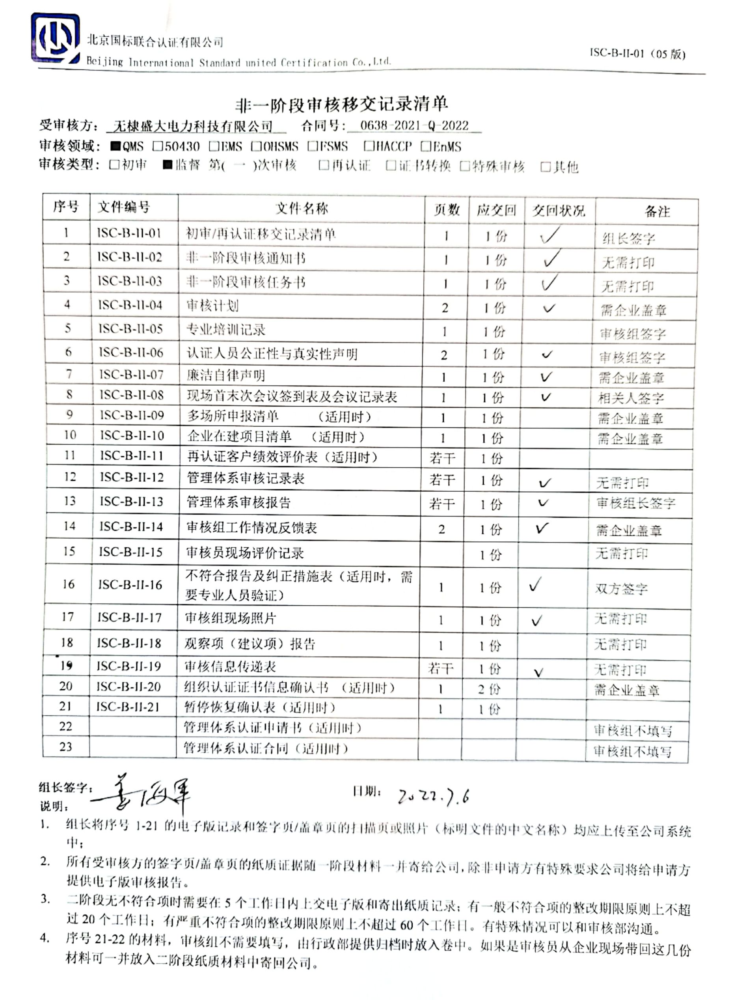 北京国标联合认证有限公司
Beijing International Standard united Certification Co.,Ltd.
ISC-B-II-01（05 版）
非一阶段审核移交记录清单
受审核方： 无棣盛大电力科技有限公司 合同号： 0638-2021-Q-2022
审核领域：■QMS □50430 □EMS □OHSMS □FSMS □HACCP □EnMS
审核类型：□初审 ■监督 第( 一 )次审核 □再认证 □证书转换 □特殊审核 □其他
序号 文件编号 文件名称 页数 应交回 交回状况 备注
1 ISC-B-II-01 初审/再认证移交记录清单 1 1 份 ✓ 组长签字
2 ISC-B-II-02 非一阶段审核通知书 1 1 份 ✓ 无需打印
3 ISC-B-II-03 非一阶段审核任务书 1 1 份 ✓ 无需打印
4 ISC-B-II-04 审核计划 2 1 份 ✓ 需企业盖章
5 ISC-B-II-05 专业培训记录 1 1 份 审核组签字
6 ISC-B-II-06 认证人员公正性与真实性声明 2 1 份 ✓ 审核组签字
7 ISC-B-II-07 廉洁自律声明 1 1 份 ✓ 需企业盖章
8 ISC-B-II-08 现场首末次会议签到表及会议记录表 1 1 份 ✓ 相关人签字
9 ISC-B-II-09 多场所申报清单 （适用时） 1 1 份 需企业盖章
10 ISC-B-II-10 企业在建项目清单 （适用时） 1 1 份 需企业盖章
11 ISC-B-II-11 再认证客户绩效评价表（适用时） 若干 1 份
12 ISC-B-II-12 管理体系审核记录表 若干 1 份 ✓ 无需打印
13 ISC-B-II-13 管理体系审核报告 若干 1 份 ✓ 审核组长签字
14 ISC-B-II-14 审核组工作情况反馈表 2 1 份 ✓ 需企业盖章
15 ISC-B-II-15 审核员现场评价记录 1 份 无需打印
16 ISC-B-II-16 不符合报告及纠正措施表（适用时，需
要专业人员验证） 1 1 份 ✓ 双方签字
17 ISC-B-II-17 审核组现场照片 1 1 份 ✓ 无需打印
18 ISC-B-II-18 观察项（建议项）报告 1 1 份 无需打印
19 ISC-B-II-19 审核信息传递表 若干 1 份 ✓ 无需打印
20 ISC-B-II-20 组织认证证书信息确认书 （适用时） 1 2 份 需企业盖章
21 ISC-B-II-21 暂停恢复确认表（适用时） 1 1 份
22 管理体系认证申请书（适用时） 审核组不填写
23 管理体系认证合同（适用时） 审核组不填写
组长签字： 姜海军 日期： 2022.7.6
说明：
1. 组长将序号 1-21 的电子版记录和签字页/盖章页的扫描页或照片（标明文件的中文名称）均应上传至公司系统
中；
2. 所有受审核方的签字页/盖章页的纸质证据随一阶段材料一并寄给公司，除非申请方有特殊要求公司将给申请方
提供电子版审核报告。
3. 二阶段无不符合项时需要在 5 个工作日内上交电子版和寄出纸质记录；有一般不符合项的整改期限原则上不超
过 20 个工作日；有严重不符合项的整改期限原则上不超过 60 个工作日。有特殊情况可以和审核部沟通。
4. 序号 21-22 的材料，审核组不需要填写，由行政部提供归档时放入卷中。如果是审核员从企业现场带回这几份
材料可一并放入二阶段纸质材料中寄回公司。